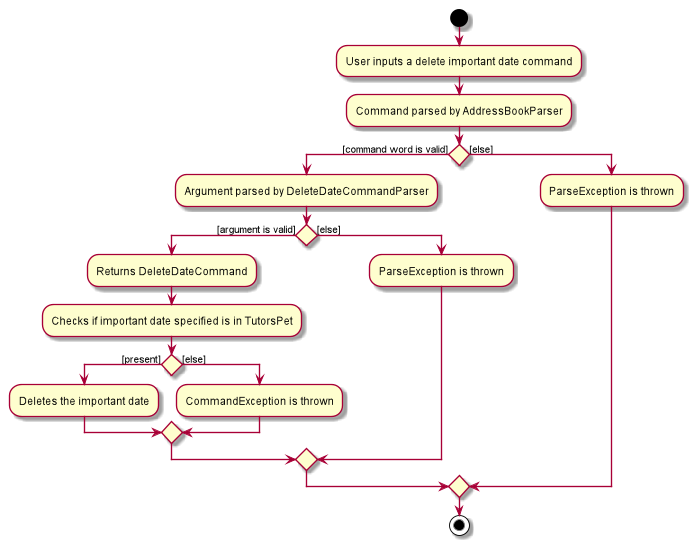 User inputs a delete important date command
Command parsed by AddressBookParser
[command word is valid]
[else]
Argument parsed by DeleteDateCommandParser
ParseException is thrown
[argument is valid]
[else]
Returns DeleteDateCommand
ParseException is thrown
Checks if important date specified is in TutorsPet
[present]
[else]
Deletes the important date
CommandException is thrown